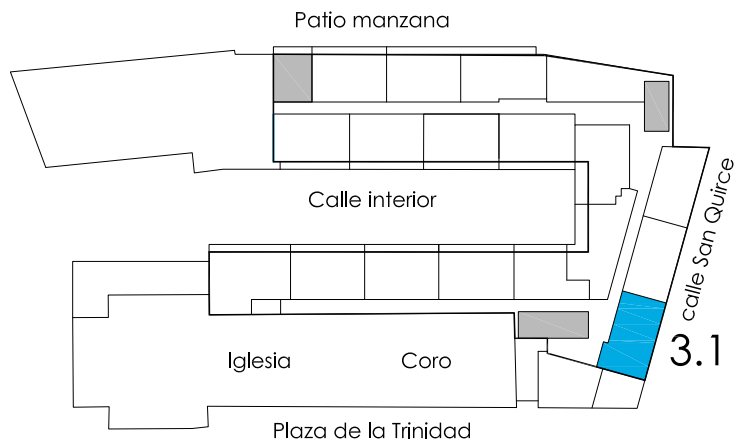 Patio manzana
Calle interior
calle San Quirce
3.1
Iglesia
Coro
Plaza de la Trinidad